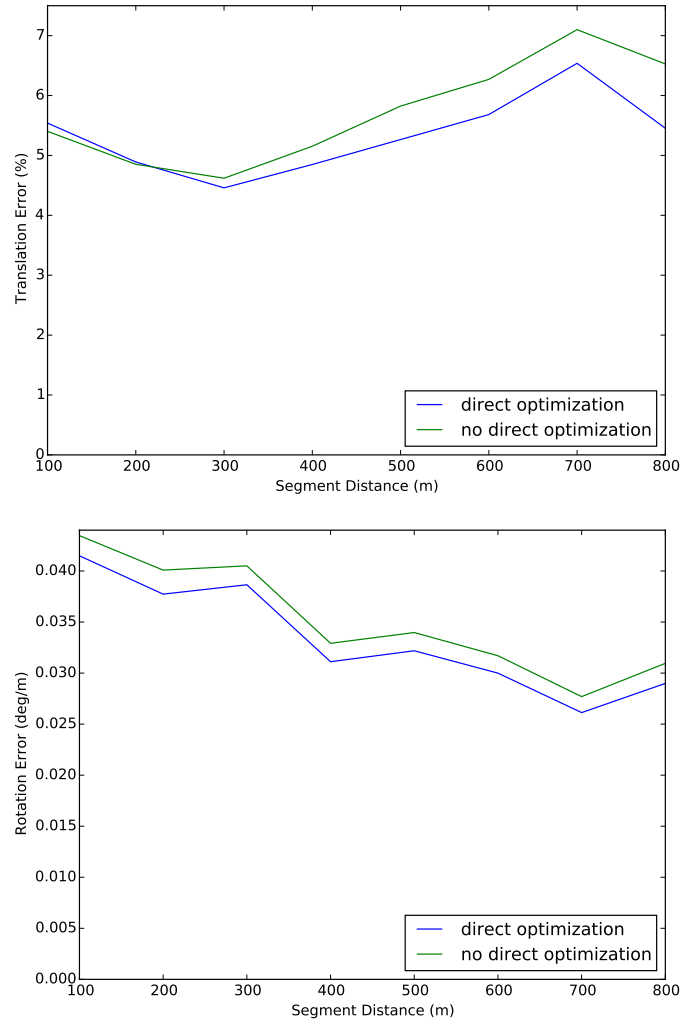 7
6
5
4
3
2
1
0
Translation Error (%)
direct optimization
no direct optimization
100 200 300 400 500 600 700 800
Segment Distance (m)
0.040
0.035
0.030
0.025
0.020
0.015
0.010
0.005
0.000
Rotation Error (deg/m)
direct optimization
no direct optimization
100 200 300 400 500 600 700 800
Segment Distance (m)